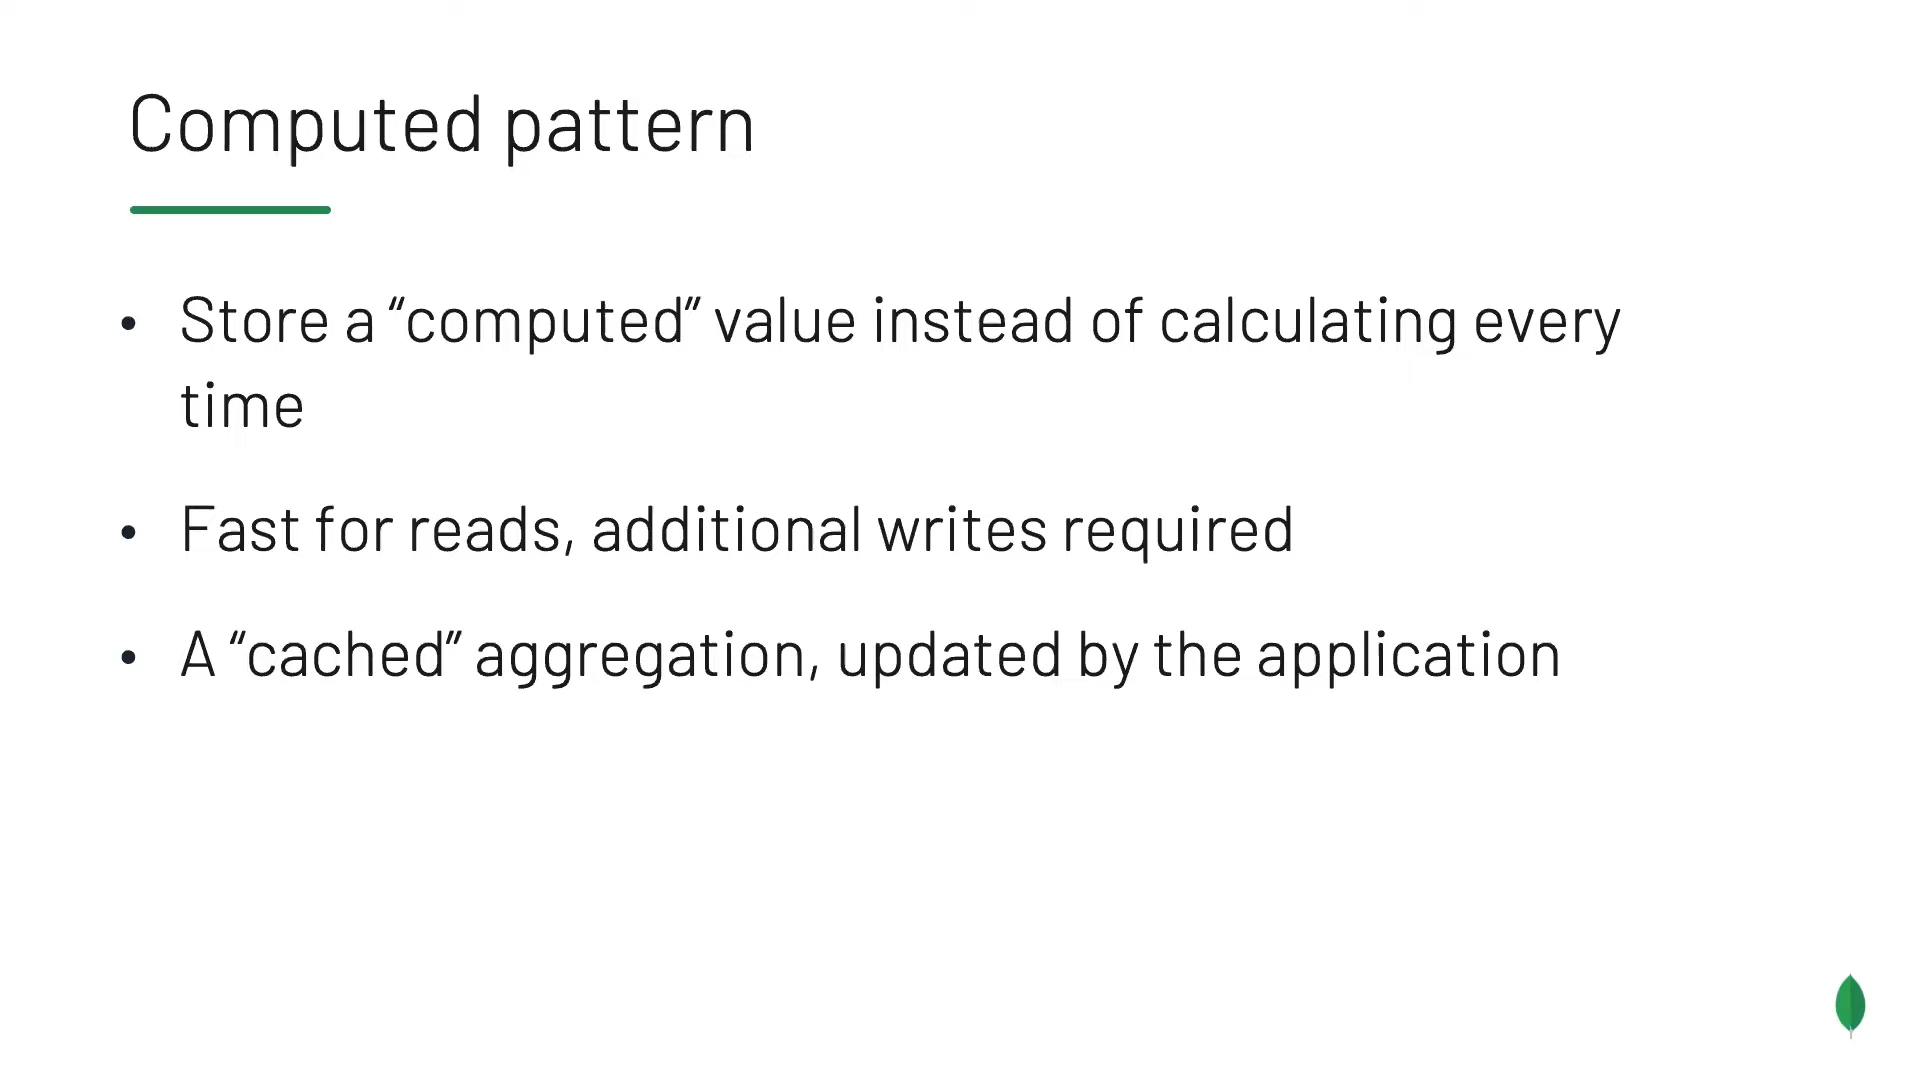 Computed pattern
• Store a “computed” value instead of calculating every
time
• Fast for reads, additional writes required
• A “cached” aggregation, updated by the application